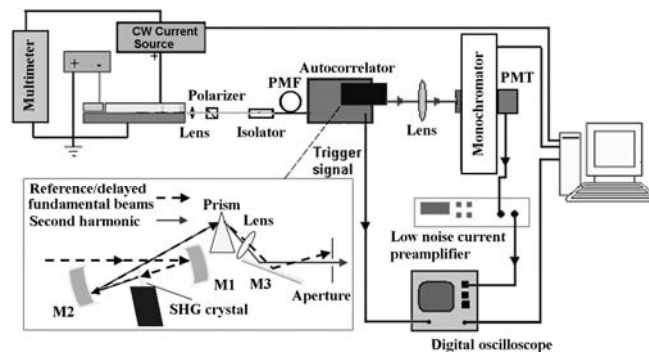 Multimeter
CW Current
Source
+
+
-
Polarizer
Lens
Isolator
PMF
Autocorrelator
Lens
Monochromator
PMT
Trigger
signal
Reference/delayed
fundamental beams
Second harmonic
Prism
Lens
M1
M3
M2
SHG crystal
Aperture
Low noise current
preamplifier
Digital oscilloscope